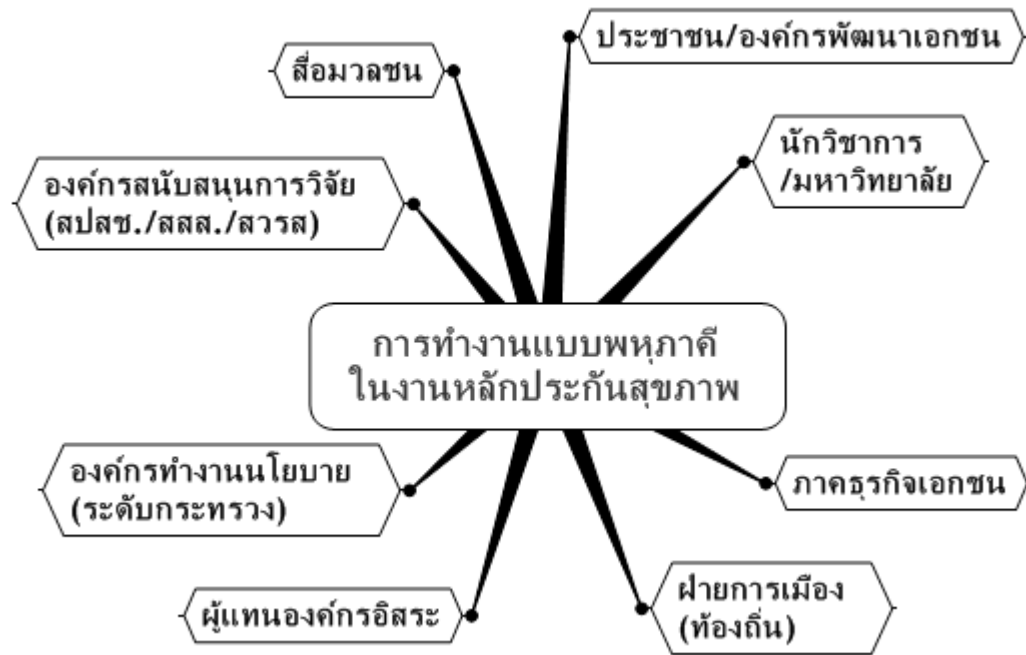 ประชาชน/องค์กรพัฒนาเอกชน
สื่อมวลชน
นักวิชาการ
/มหาวิทยาลัย
องค์กรสนับสนุนการวิจัย
(สปสช./สสส./สวรส)
การทำงานแบบพหุภาคี
ในงานหลักประกันสุขภาพ
องค์กรทำงานนโยบาย
(ระดับกระทรวง)
ภาคธุรกิจเอกชน
ผู้แทนองค์กรอิสระ
ฝ่ายการเมือง
(ท้องถิ่น)